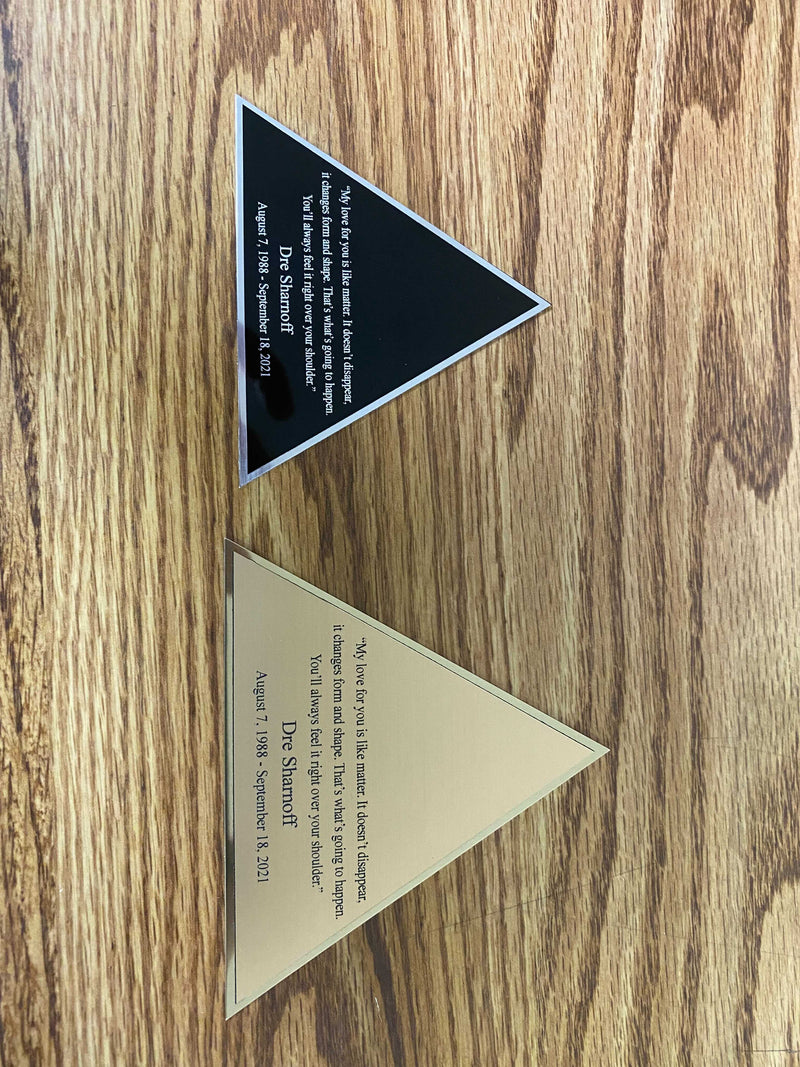 “My love for you is like matter. It doesn’t disappear,
it changes form and shape. That’s what’s going to happen.
You’ll always feel it right over your shoulder.”
Dre Sharnoff
August 7, 1988 - September 18, 2021
“My love for you is like matter. It doesn’t disappear,
it changes form and shape. That’s what’s going to happen.
You’ll always feel it right over your shoulder.”
Dre Sharnoff
August 7, 1988 - September 18, 2021